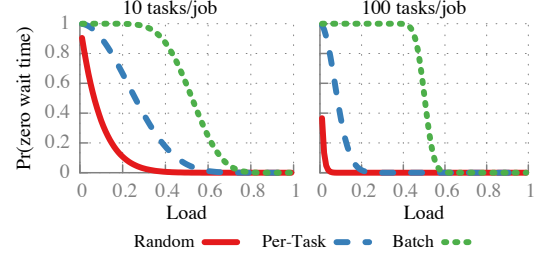 10 tasks/job
100 tasks/job
Pr(zero wait time)
1
0.8
0.6
0.4
0.2
0
0 0.2 0.4 0.6 0.8 1
0 0.2 0.4 0.6 0.8 1
Load
Load
Random Per-Task Batch